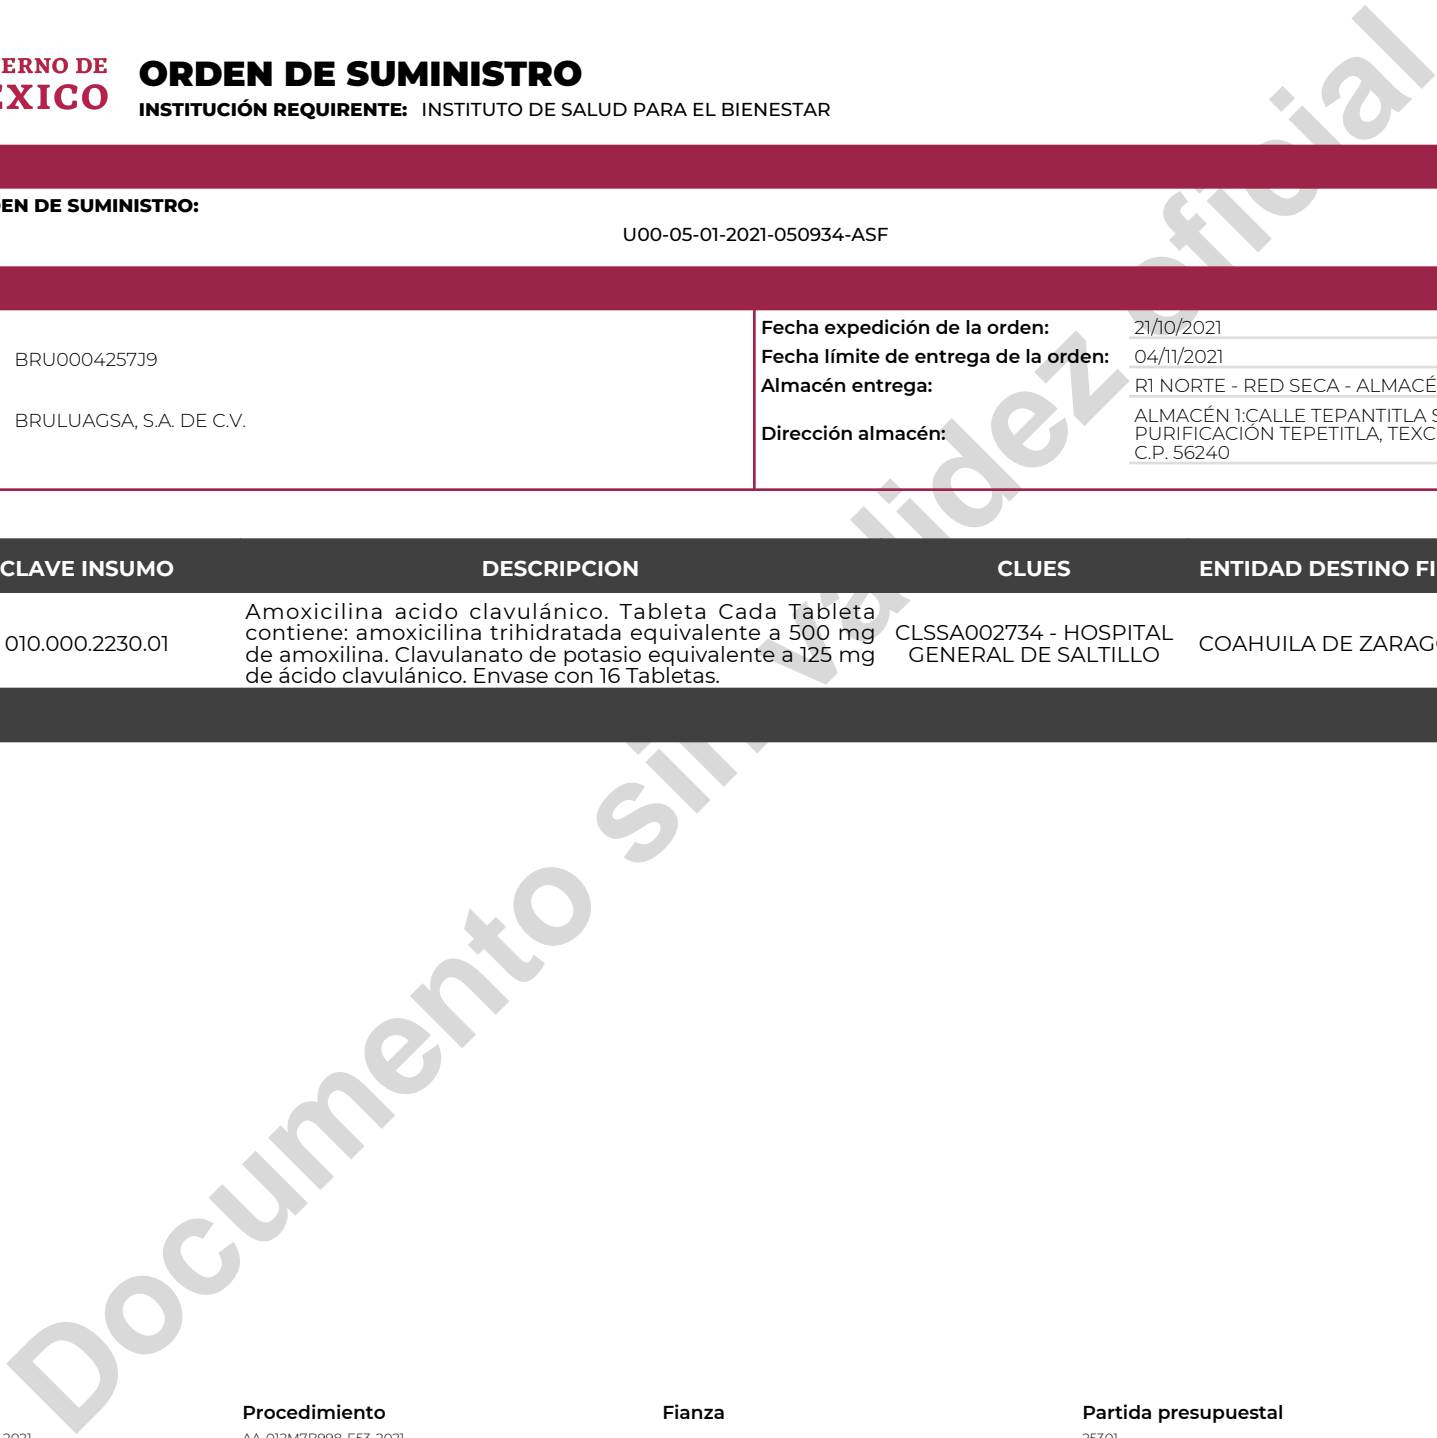 ERNO DE
ÉXICO
ORDEN DE SUMINISTRO
INSTITUCIÓN REQUIRENTE: INSTITUTO DE SALUD PARA EL BIENESTAR
EN DE SUMINISTRO:
U00-05-01-2021-050934-ASF
BRU0004257J9
BRULUAGSA, S.A. DE C.V.
Fecha expedición de la orden: 21/10/2021
Fecha límite de entrega de la orden: 04/11/2021
Almacén entrega: R1 NORTE - RED SECA - ALMACÉ
Dirección almacén: ALMACÉN 1:CALLE TEPANTITLA S
PURIFICACIÓN TEPETITLA, TEXC
C.P. 56240
CLAVE INSUMO DESCRIPCION CLUES ENTIDAD DESTINO FI
010.000.2230.01
Amoxicilina acido clavulánico. Tableta Cada Tableta
contiene: amoxicilina trihidratada equivalente a 500 mg
de amoxilina. Clavulanato de potasio equivalente a 125 mg
de ácido clavulánico. Envase con 16 Tabletas.
CLSSA002734 - HOSPITAL
GENERAL DE SALTILLO
COAHUILA DE ZARAG
Documento sin validez oficial
Procedimiento Fianza Partida presupuestal